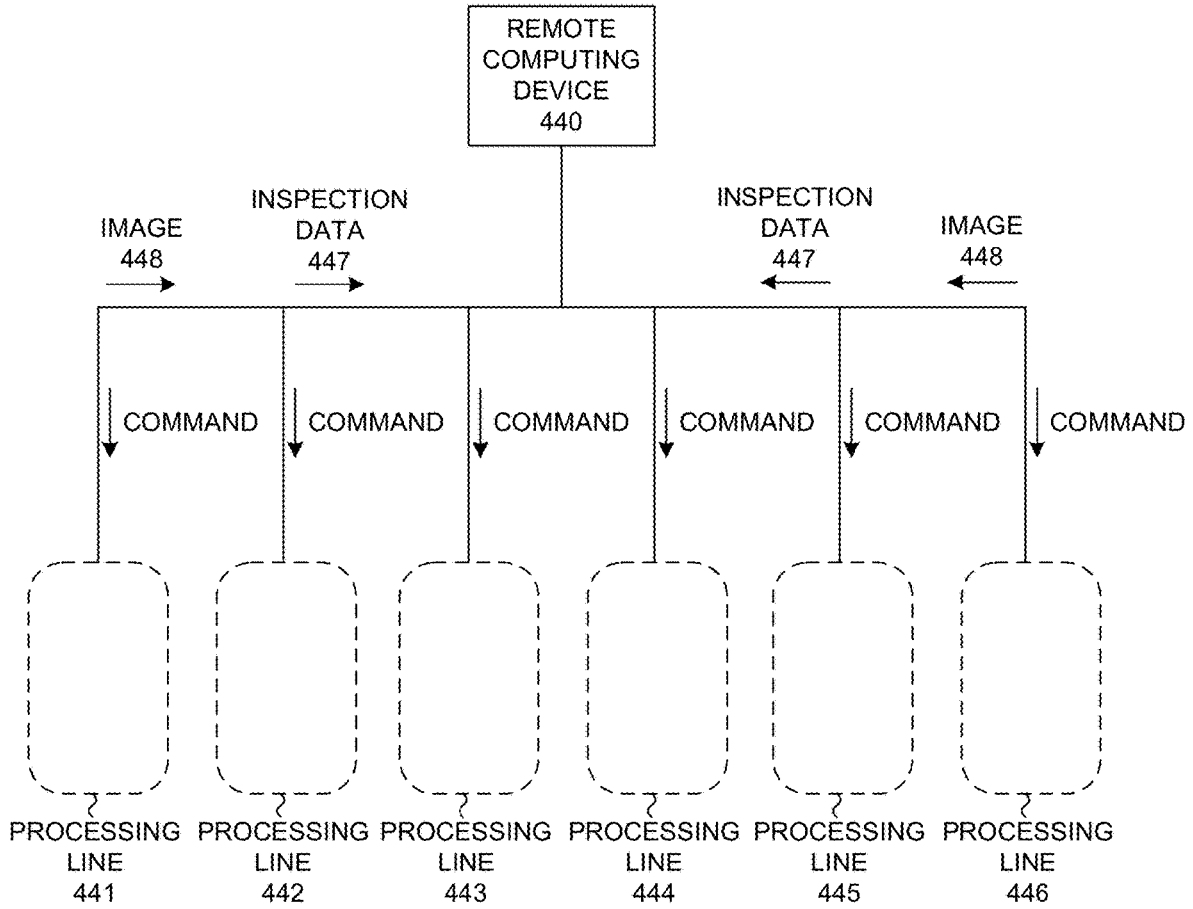 REMOTE
COMPUTING
DEVICE
440
IMAGE
448
INSPECTION
DATA
447
INSPECTION
DATA
447
IMAGE
448
COMMAND
COMMAND
COMMAND
COMMAND
COMMAND
COMMAND
PROCESSING
LINE
441
PROCESSING
LINE
442
PROCESSING
LINE
443
PROCESSING
LINE
444
PROCESSING
LINE
445
PROCESSING
LINE
446